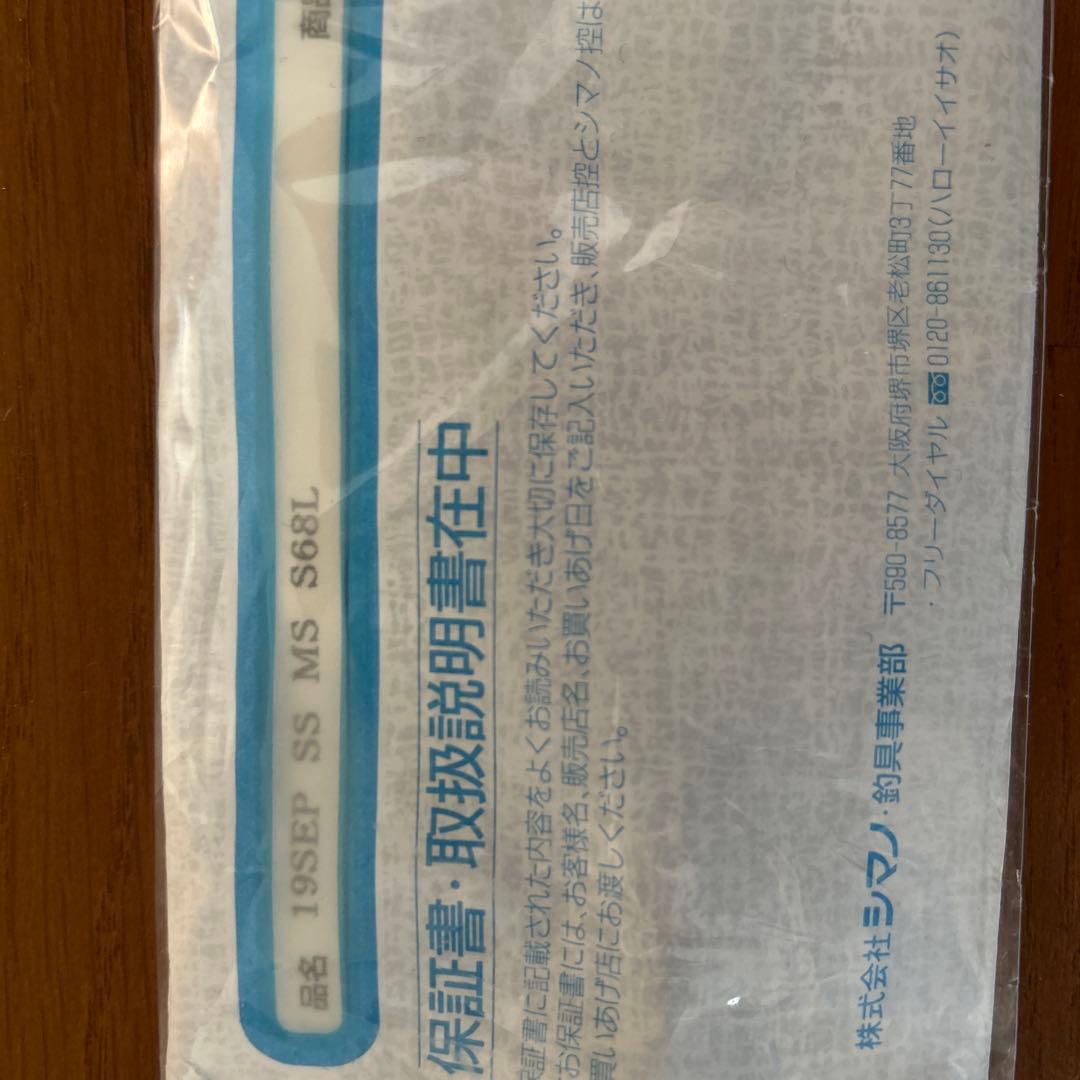 品名 19SEP SS MS S68L 商品
保証書・取扱説明書在中
保証書に記載された内容をよくお読みいただき大切に保存してください。
お保証書には、お客様名、販売店名、お買いあげ日をご記入いただき、販売店控とシマノ控は
買いあげ店にお渡しください。
株式会社シマノ・釣具事業部 〒590-8577 大阪府堺市堺区老松町3丁77番地
・フリーダイヤル 0120-861130(ハローイイサオ)